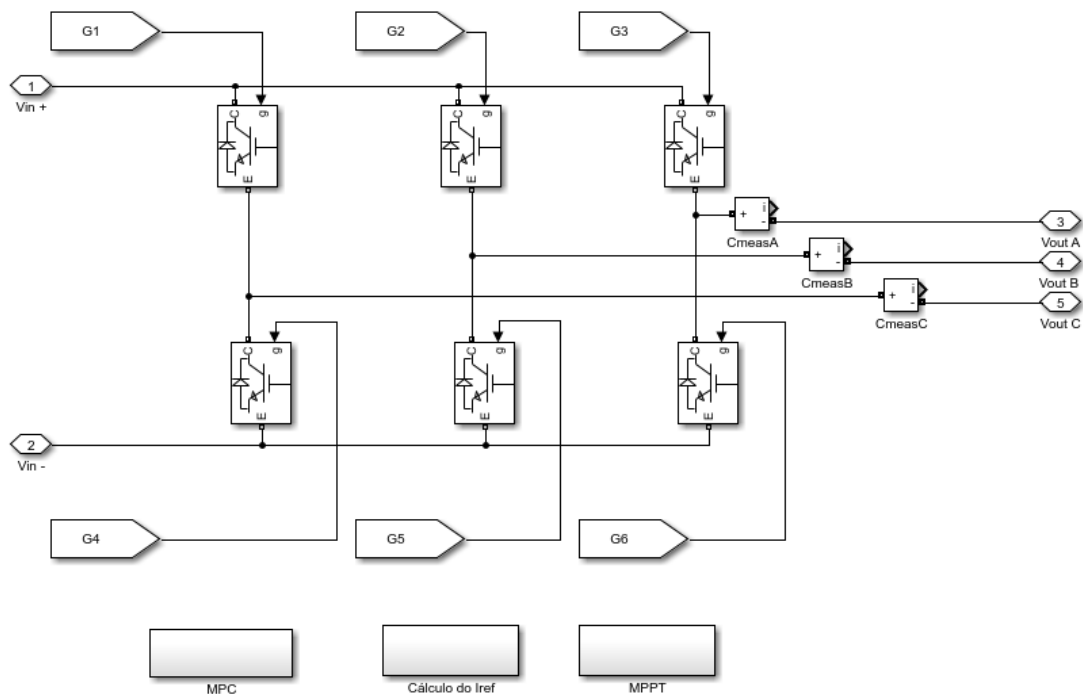 G1
G2
G3
1
Vin +
C
g
E
C
g
E
C
g
E
+
i
-
CmeasA
3
Vout A
+
i
-
CmeasB
4
Vout B
+
i
-
CmeasC
5
Vout C
C
g
E
C
g
E
C
g
E
2
Vin -
G4
G5
G6
MPC
Cálculo do Iref
MPPT